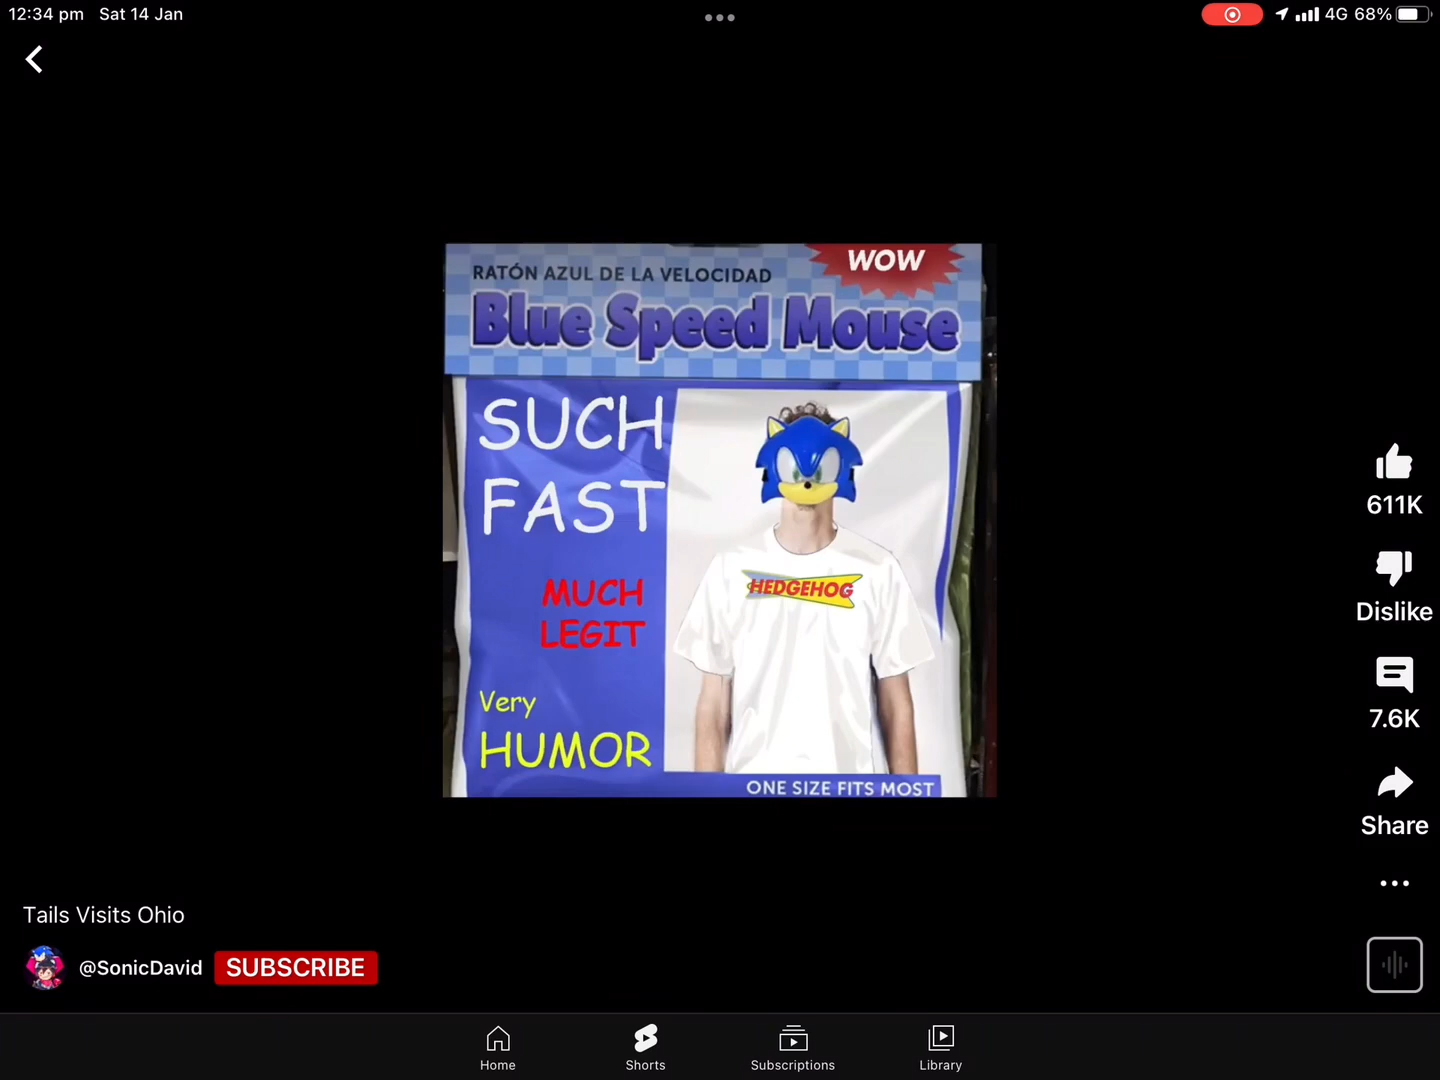 12:34 pm Sat 14 Jan
4G 68%
RATÓN AZUL DE LA VELOCIDAD
WOW
Blue Speed Mouse
SUCH
FAST
MUCH
LEGIT
Very
HUMOR
HEDGEHOG
ONE SIZE FITS MOST
611K
Dislike
7.6K
Share
Tails Visits Ohio
@SonicDavid SUBSCRIBE
Home Shorts Subscriptions Library